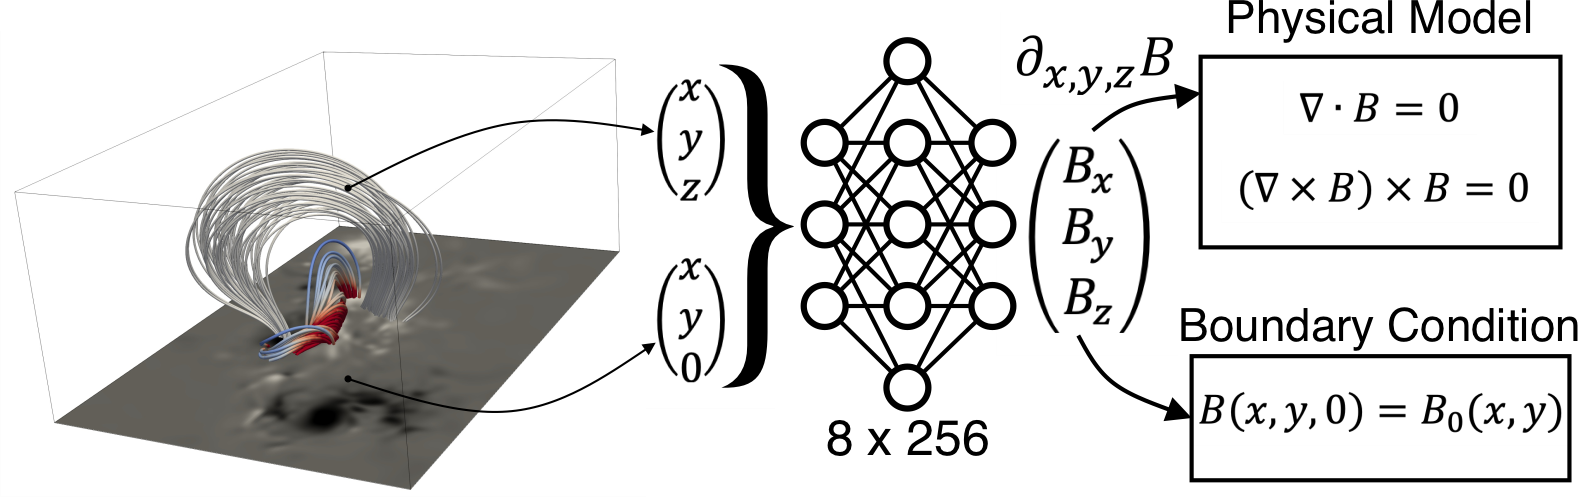 (x y z)
(x y 0)
8 x 256
∂x,y,zB
(Bx By Bz)
Physical Model
∇ · B = 0
(∇ × B) × B = 0
Boundary Condition
B(x, y, 0) = B₀(x, y)